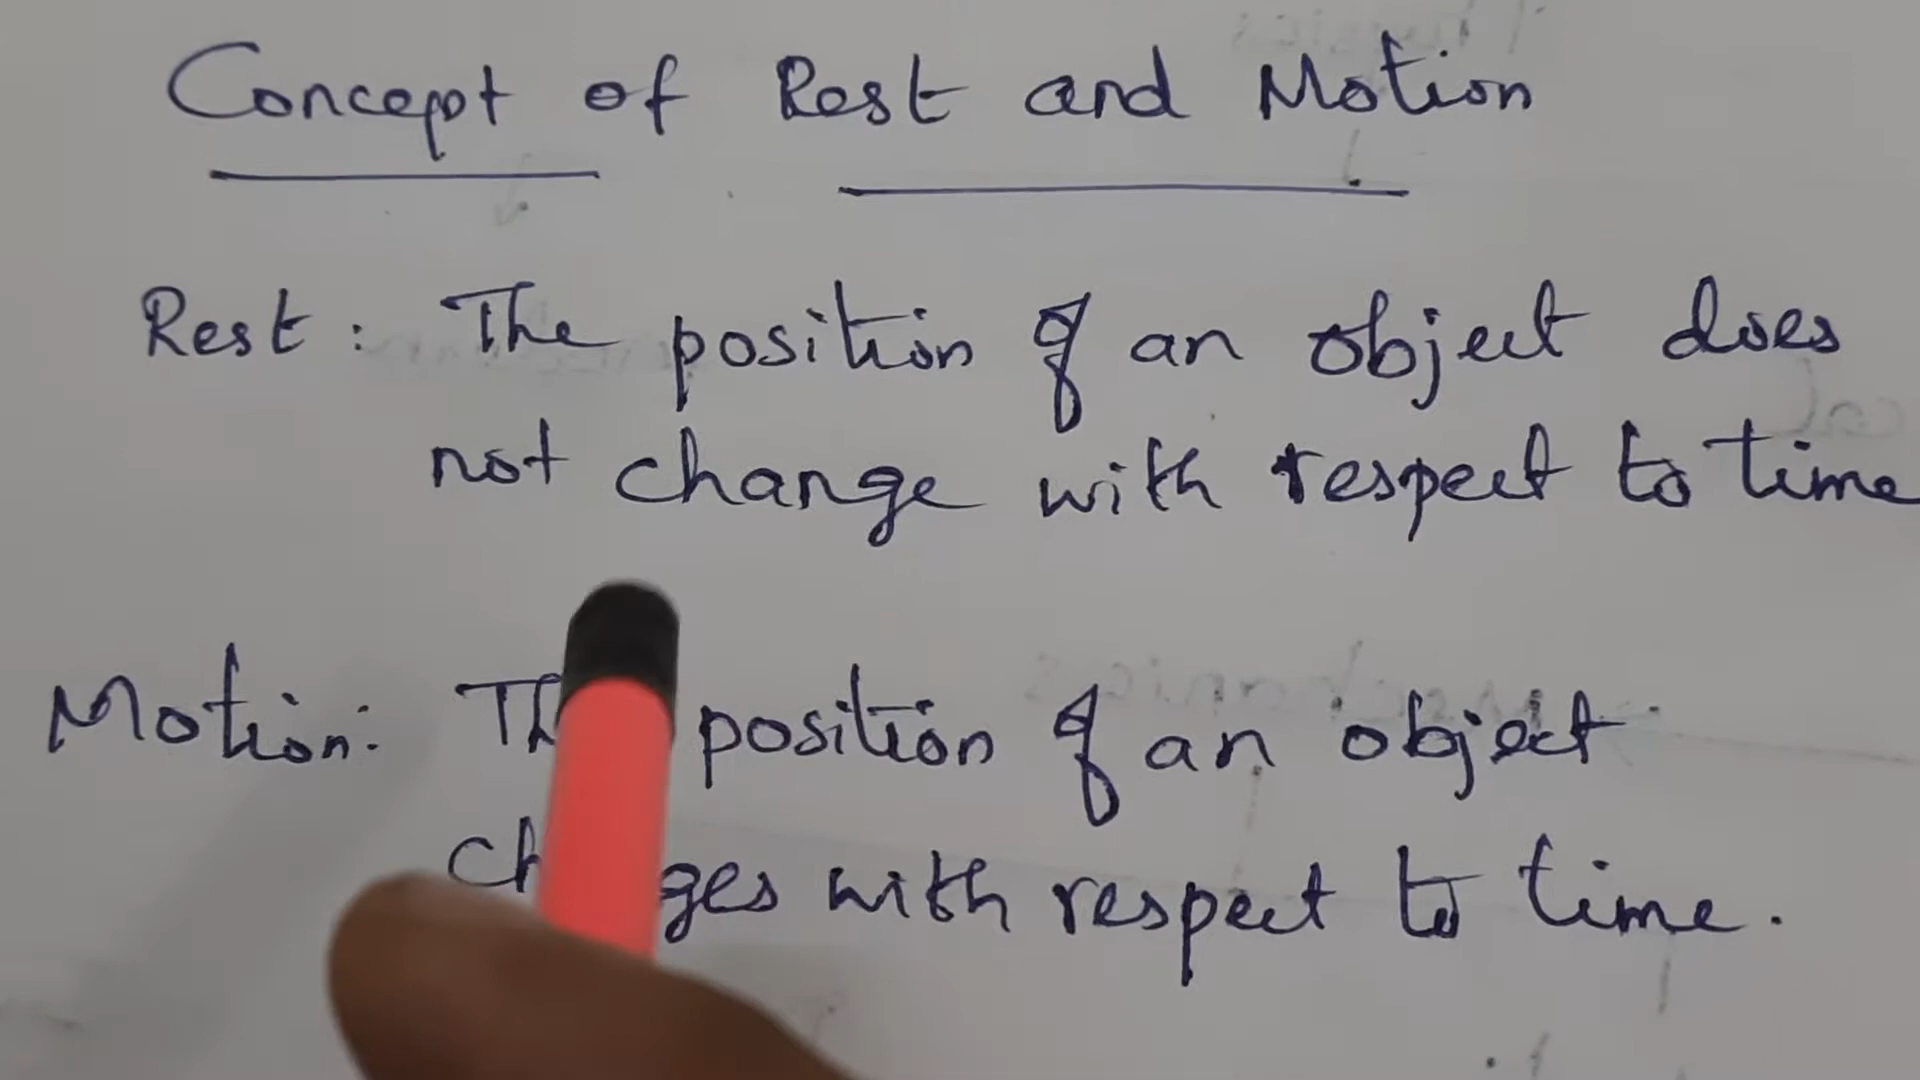 Concept of Rest and Motion
Rest : The position of an object does
not change with respect to time
Motion: position of an object
with respect to time.